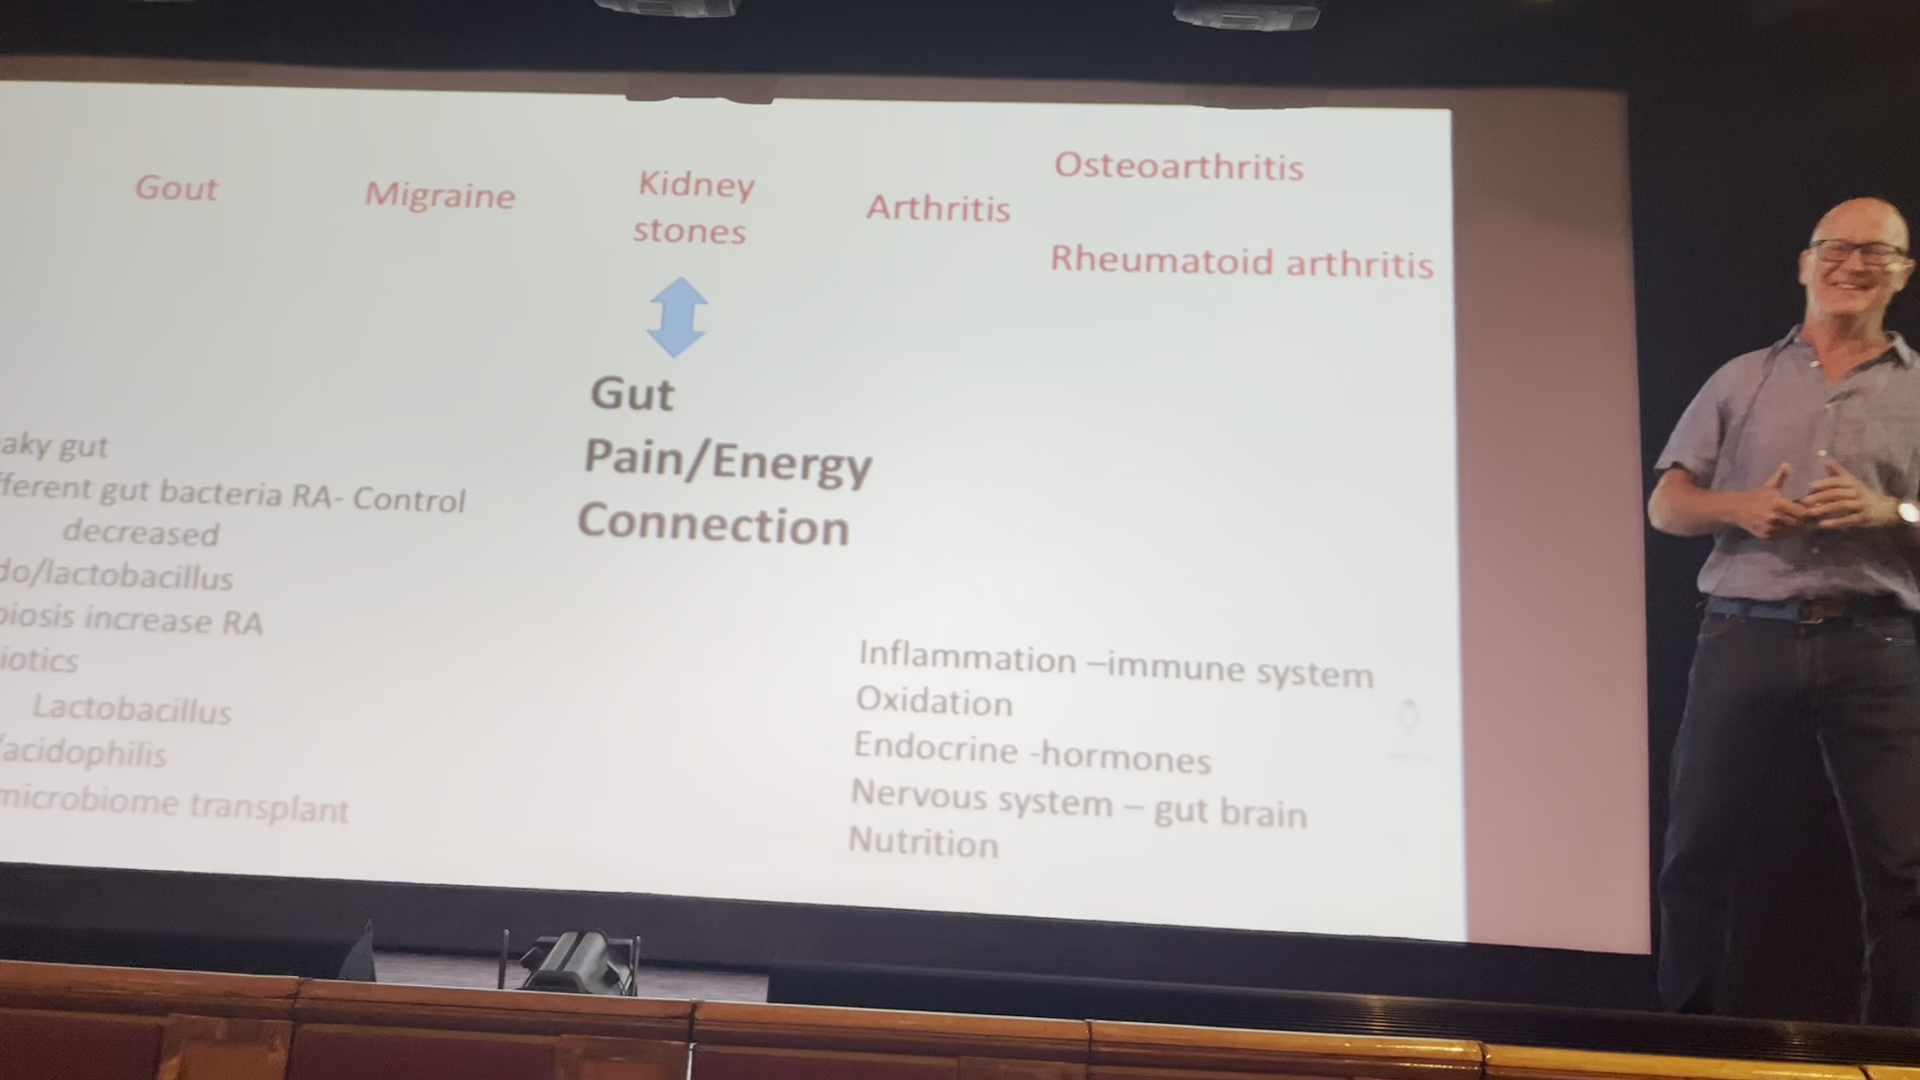 Gout
Migraine
Kidney
stones
Arthritis
Osteoarthritis
Rheumatoid arthritis
Gut
Pain/Energy
Connection
aky gut
fferent gut bacteria RA- Control
decreased
do/lactobacillus
biosis increase RA
iotics
Lactobacillus
/acidophilis
microbiome transplant
Inflammation –immune system
Oxidation
Endocrine -hormones
Nervous system – gut brain
Nutrition